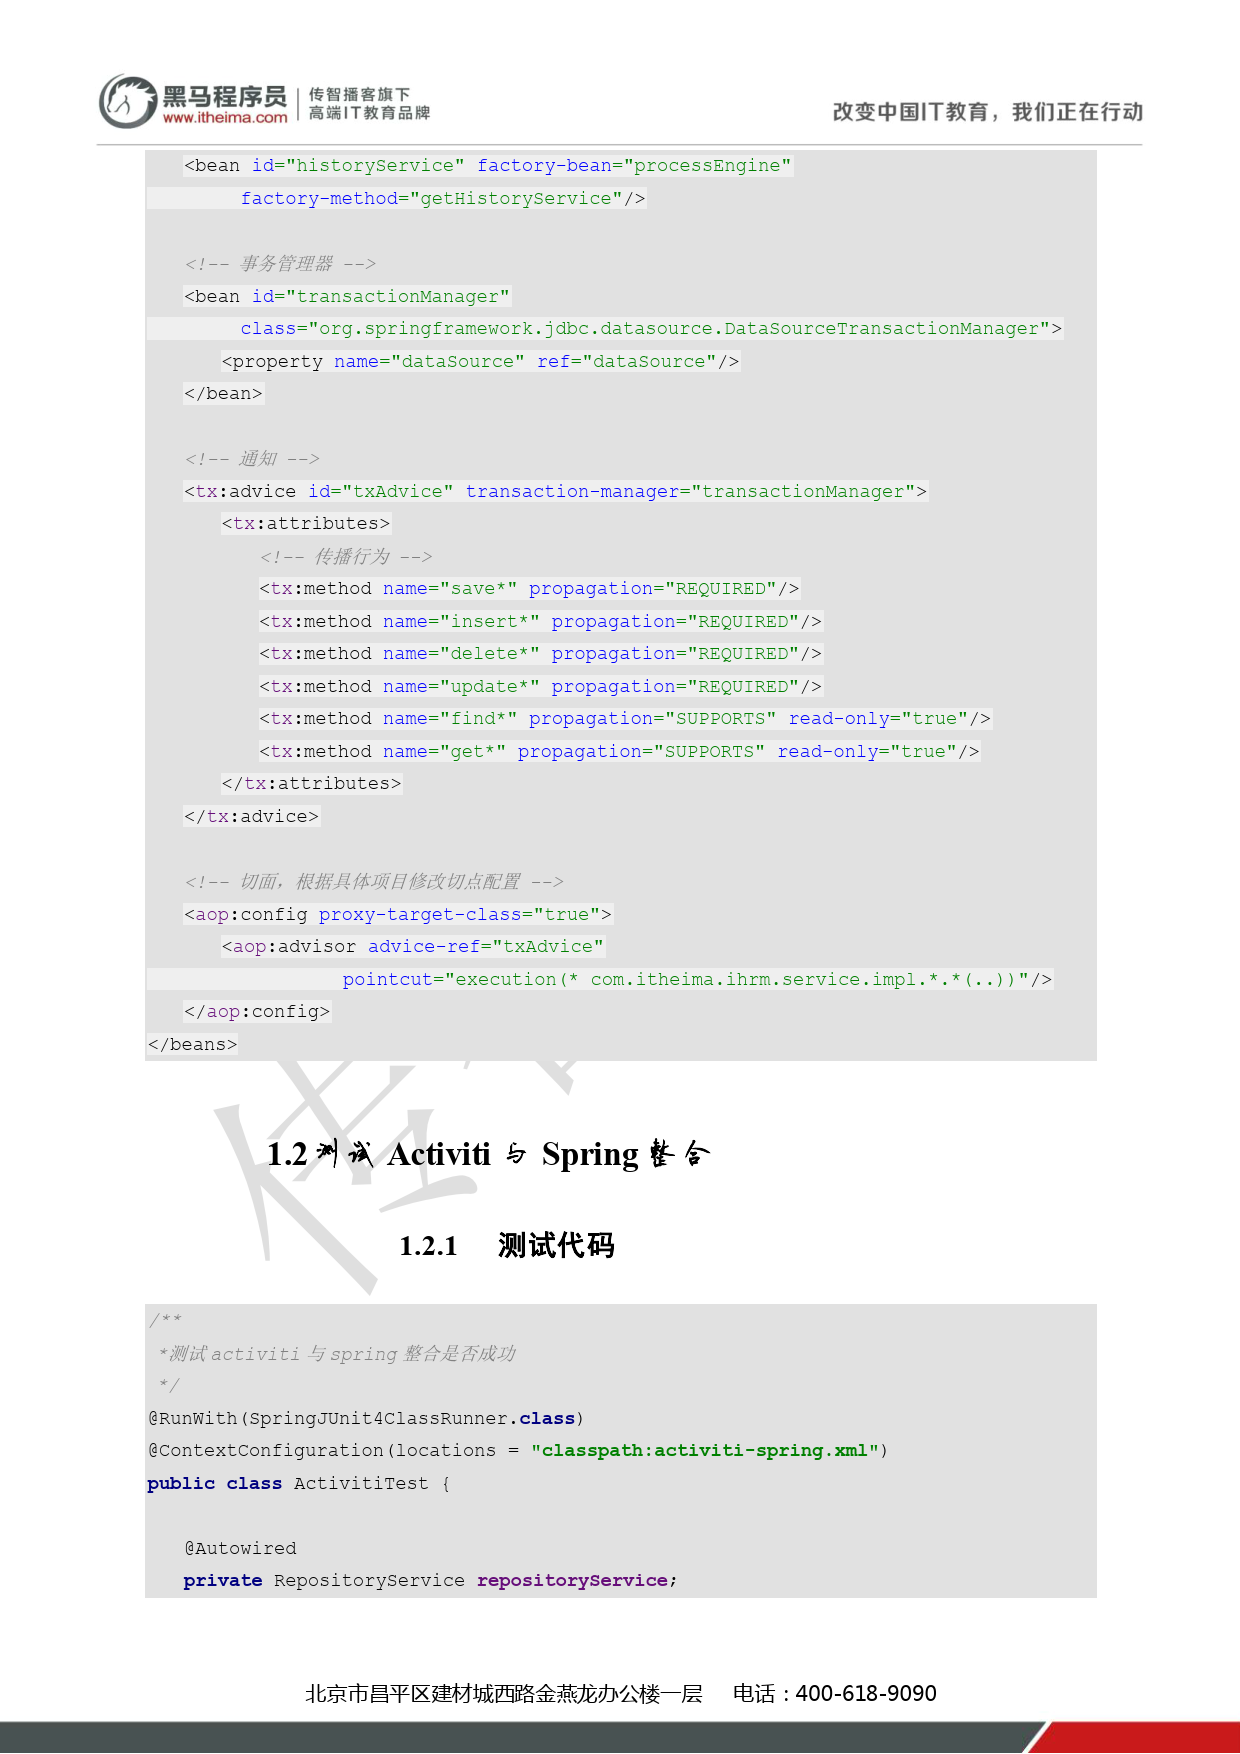 黑马程序员
www.itheima.com
传智播客旗下
高端IT教育品牌
改变中国IT教育，我们正在行动
<bean id="historyService" factory-bean="processEngine"
factory-method="getHistoryService"/>
<!-- 事务管理器 -->
<bean id="transactionManager"
class="org.springframework.jdbc.datasource.DataSourceTransactionManager">
<property name="dataSource" ref="dataSource"/>
</bean>
<!-- 通知 -->
<tx:advice id="txAdvice" transaction-manager="transactionManager">
<tx:attributes>
<!-- 传播行为 -->
<tx:method name="save*" propagation="REQUIRED"/>
<tx:method name="insert*" propagation="REQUIRED"/>
<tx:method name="delete*" propagation="REQUIRED"/>
<tx:method name="update*" propagation="REQUIRED"/>
<tx:method name="find*" propagation="SUPPORTS" read-only="true"/>
<tx:method name="get*" propagation="SUPPORTS" read-only="true"/>
</tx:attributes>
</tx:advice>
<!-- 切面，根据具体项目修改切点配置 -->
<aop:config proxy-target-class="true">
<aop:advisor advice-ref="txAdvice"
pointcut="execution(* com.itheima.ihrm.service.impl.*.*(..))"/>
</aop:config>
</beans>
1.2 测试 Activiti 与 Spring 整合
1.2.1 测试代码
/**
*测试 activiti 与 spring 整合是否成功
*/
@RunWith(SpringJUnit4ClassRunner.class)
@ContextConfiguration(locations = "classpath:activiti-spring.xml")
public class ActivitiTest {
@Autowired
private RepositoryService repositoryService;
北京市昌平区建材城西路金燕龙办公楼一层 电话：400-618-9090